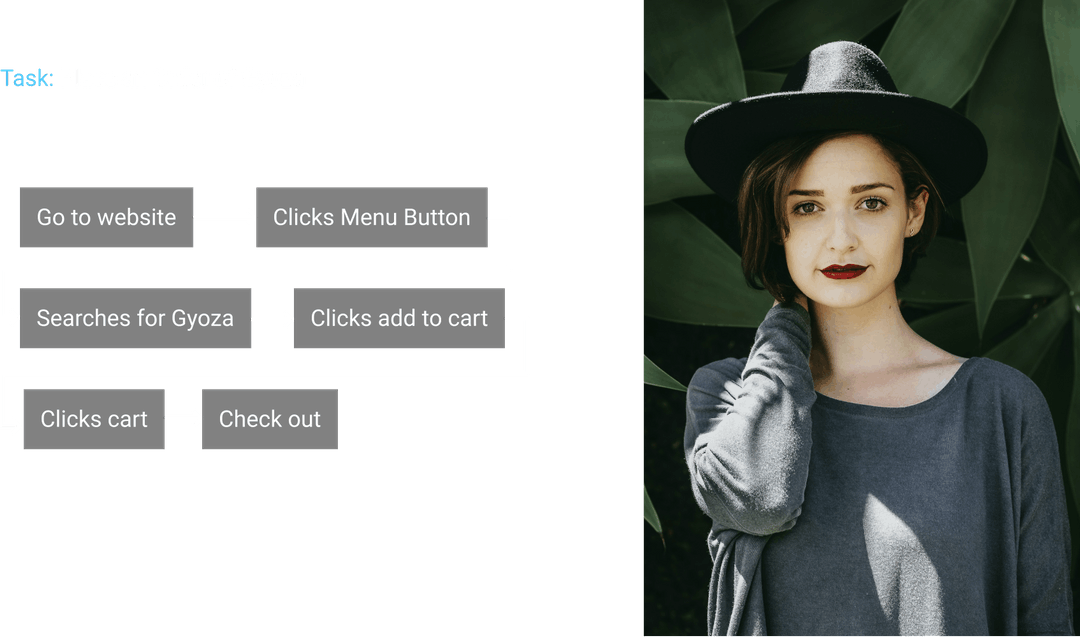 Task:
Go to website
Clicks Menu Button
Searches for Gyoza
Clicks add to cart
Clicks cart
Check out